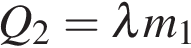 Q₂ = λm₁